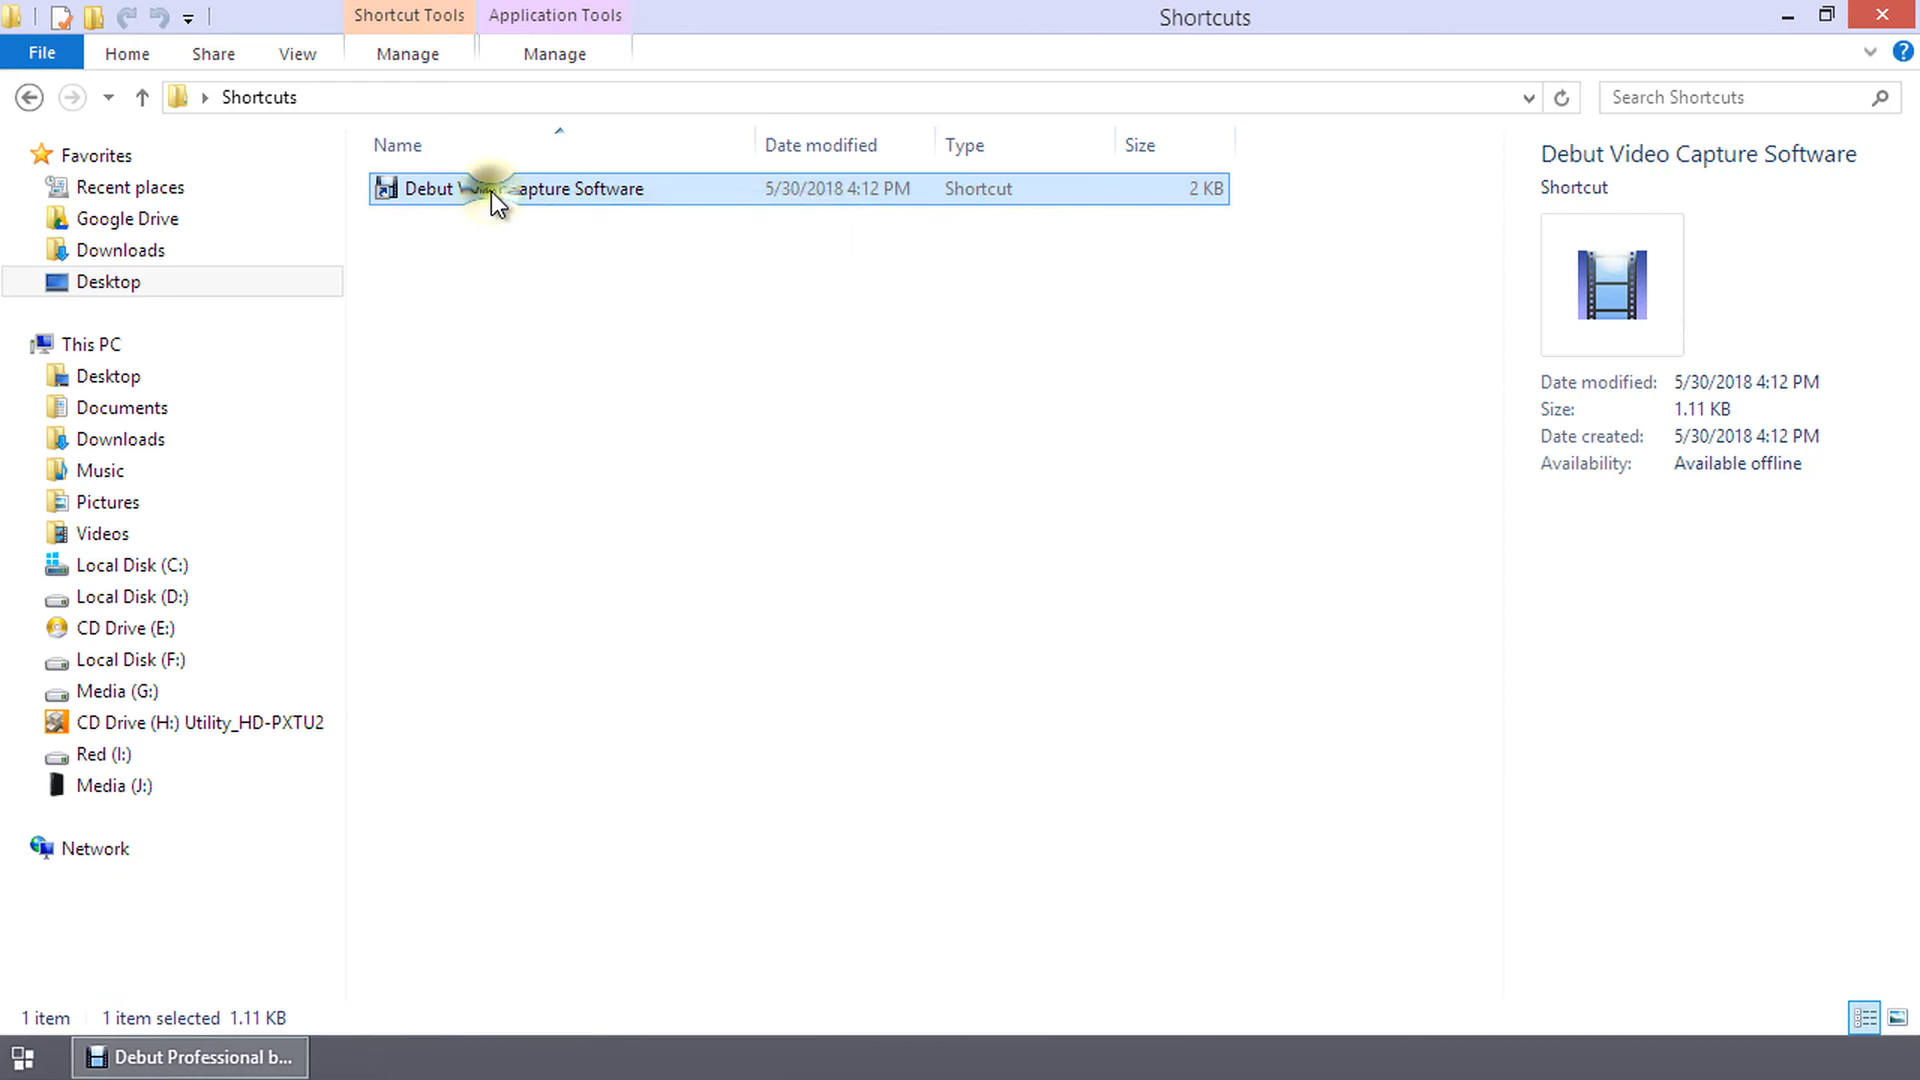 Shortcut Tools
Application Tools
Shortcuts
File
Home
Share
View
Manage
Manage
Shortcuts
Search Shortcuts
Name
Date modified
Type
Size
Debut Video Capture Software
5/30/2018 4:12 PM
Shortcut
2 KB
Favorites
Recent places
Google Drive
Downloads
Desktop
This PC
Desktop
Documents
Downloads
Music
Pictures
Videos
Local Disk (C:)
Local Disk (D:)
CD Drive (E:)
Local Disk (F:)
Media (G:)
CD Drive (H:) Utility_HD-PXTU2
Red (I:)
Media (J:)
Network
Debut Video Capture Software
Shortcut
Date modified: 5/30/2018 4:12 PM
Size: 1.11 KB
Date created: 5/30/2018 4:12 PM
Availability: Available offline
1 item
1 item selected 1.11 KB
Debut Professional b...